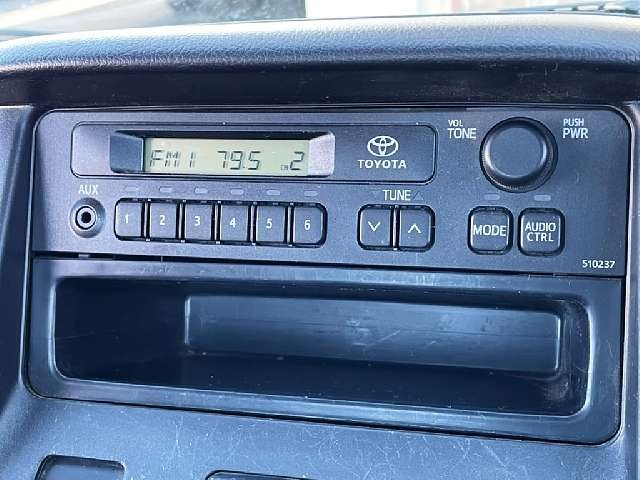 FM1 79.5 CH 2
TOYOTA
VOL
TONE
PUSH
PWR
AUX
1 2 3 4 5 6
TUNE
MODE
AUDIO
CTRL
510237